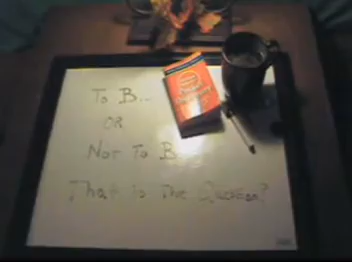 To B...
OR
Not To B
That is The Question?